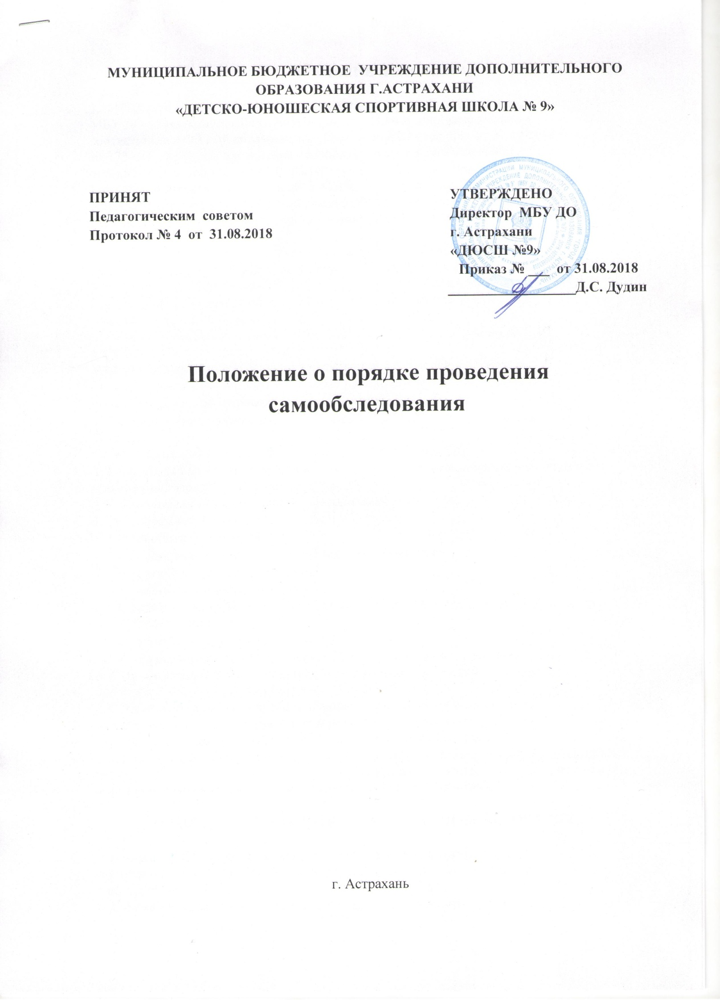 МУНИЦИПАЛЬНОЕ БЮДЖЕТНОЕ УЧРЕЖДЕНИЕ ДОПОЛНИТЕЛЬНОГО
ОБРАЗОВАНИЯ Г.АСТРАХАНИ
«ДЕТСКО-ЮНОШЕСКАЯ СПОРТИВНАЯ ШКОЛА № 9»
ПРИНЯТ
Педагогическим советом
Протокол № 4 от 31.08.2018
УТВЕРЖДЕНО
Директор МБУ ДО
г. Астрахани
«ДЮСШ №9»
Приказ № ___ от 31.08.2018
__________________Д.С. Дудин
Положение о порядке проведения
самообследования
г. Астрахань